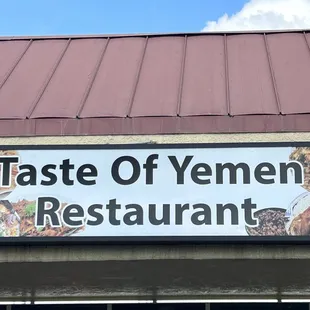 Taste Of Yemen
Restaurant